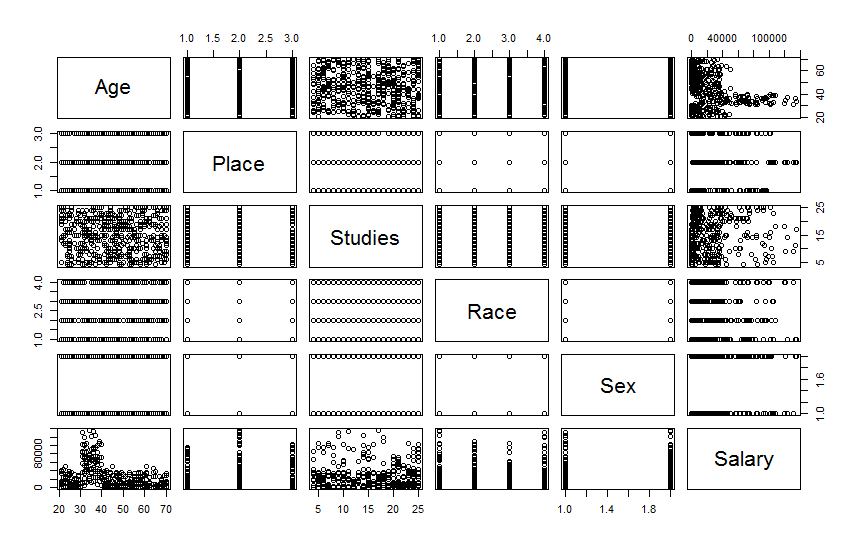 1.0 1.5 2.0 2.5 3.0 1.0 2.0 3.0 4.0 0 40000 100000
Age
20 40 60
1.0 2.0 3.0
Place
Studies
5 15 25
1.0 2.5 4.0
Race
Sex
1.0 1.6
0 80000
Salary
20 30 40 50 60 70 5 10 15 20 25 1.0 1.4 1.8